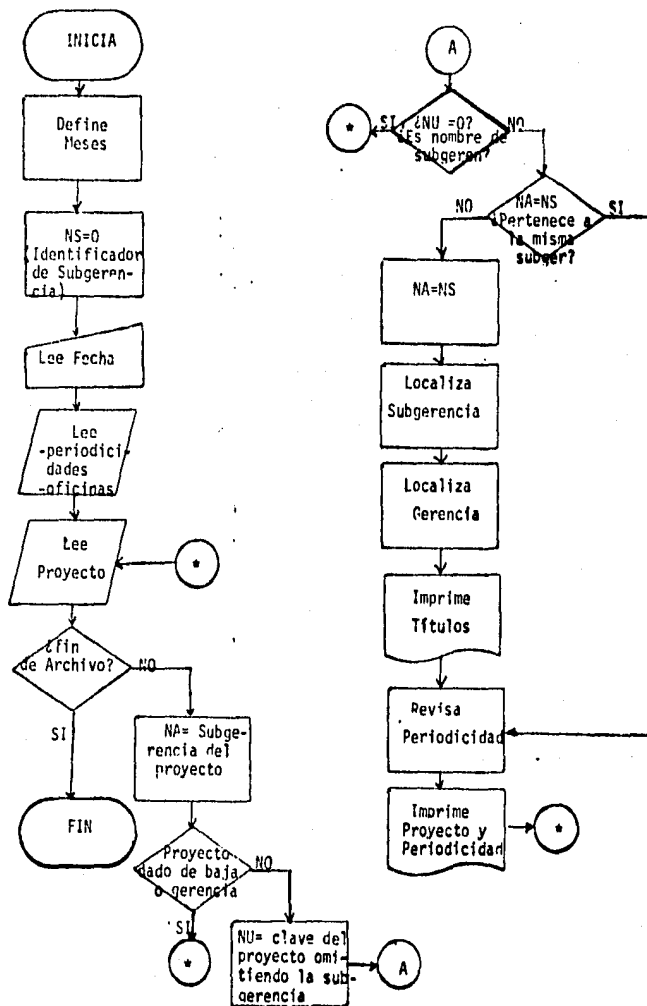 INICIA
Define
Meses
NS=0
(Identificador
de Subgeren-
cia)
Lee Fecha
Lee
-periodici-
dades
-oficinas
Lee
Proyecto
*
¿fin
de Archivo?
NO
SI
FIN
NA= Subge-
rencia del
proyecto
Proyecto
dado de baja
o gerencia
NO
SI
*
NU= clave del
proyecto omi-
tiendo la sub-
gerencia
A
A
SI
¿NU =0?
NO
*
¿Es nombre de
subgeren?
NO
NA=NS
SI
¿Pertenece a
la misma
subger?
NA=NS
Localiza
Subgerencia
Localiza
Gerencia
Imprime
Títulos
Revisa
Periodicidad
Imprime
Proyecto y
Periodicidad
*